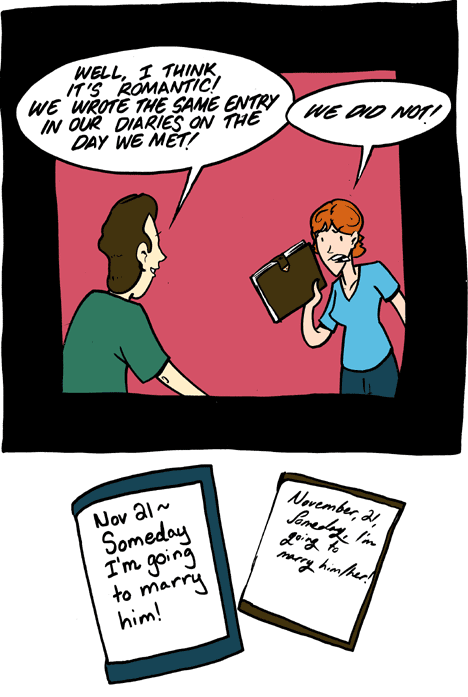 WELL, I THINK
IT'S ROMANTIC!
WE WROTE THE SAME ENTRY
IN OUR DIARIES ON THE
DAY WE MET!
WE DID NOT!
Nov 21~
Someday
I'm going
to marry
him!
November, 21,
Someday, I'm
going to
marry him/her!